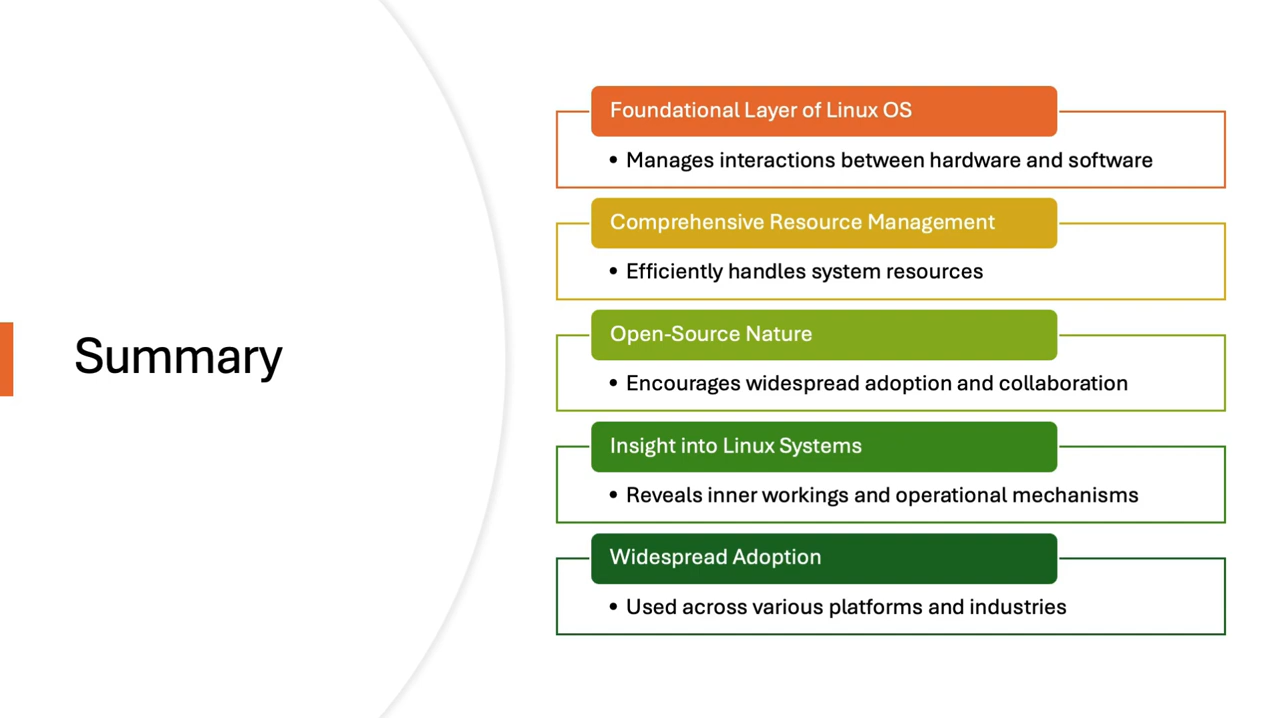 Summary
Foundational Layer of Linux OS
• Manages interactions between hardware and software
Comprehensive Resource Management
• Efficiently handles system resources
Open-Source Nature
• Encourages widespread adoption and collaboration
Insight into Linux Systems
• Reveals inner workings and operational mechanisms
Widespread Adoption
• Used across various platforms and industries